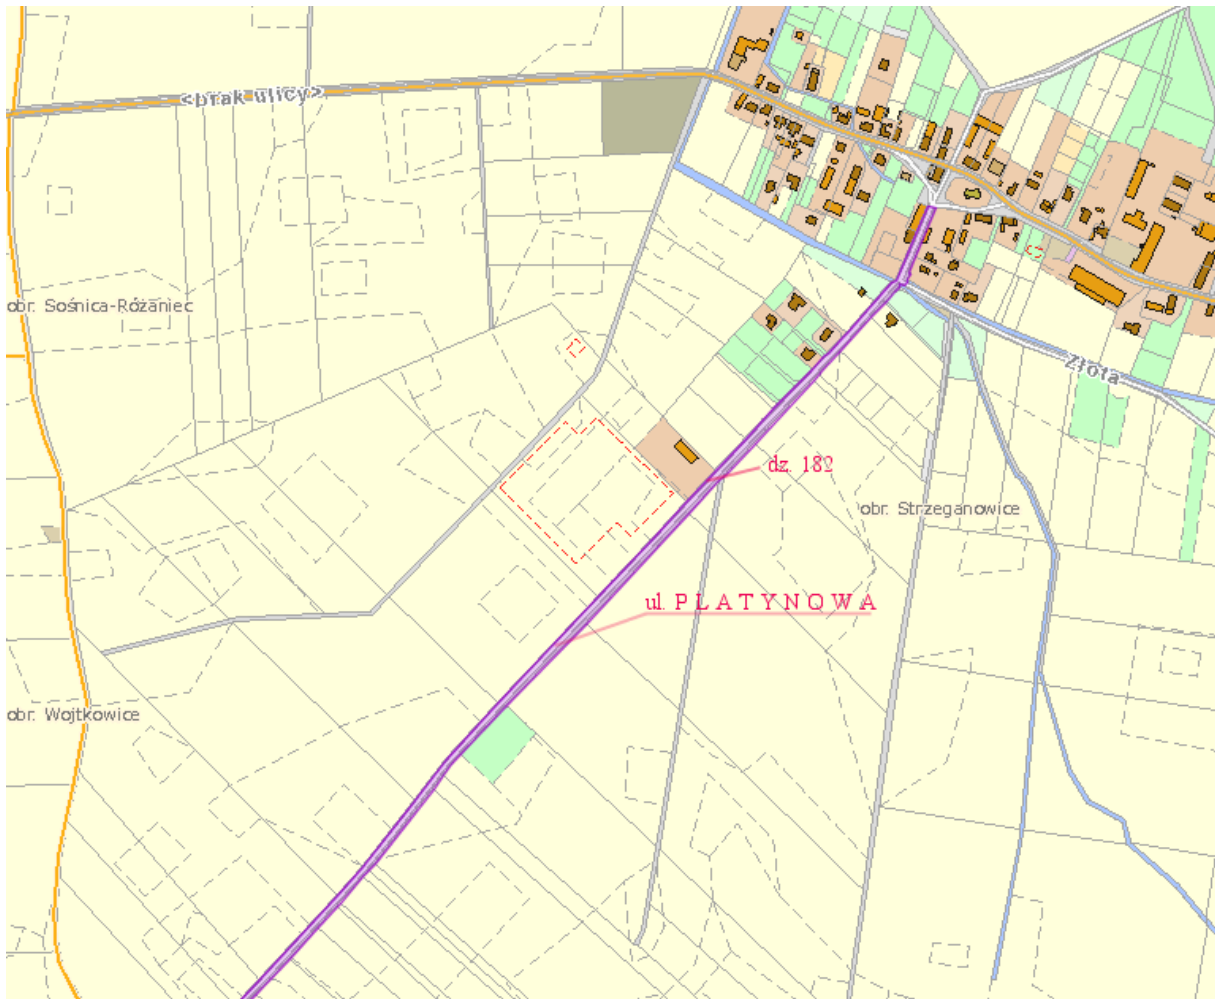 <brak ulicy>
obr. Sośnica-Różaniec
Złota
dz. 182
obr. Strzeganowice
ul. PLATYNOWA
obr. Wojtkowice